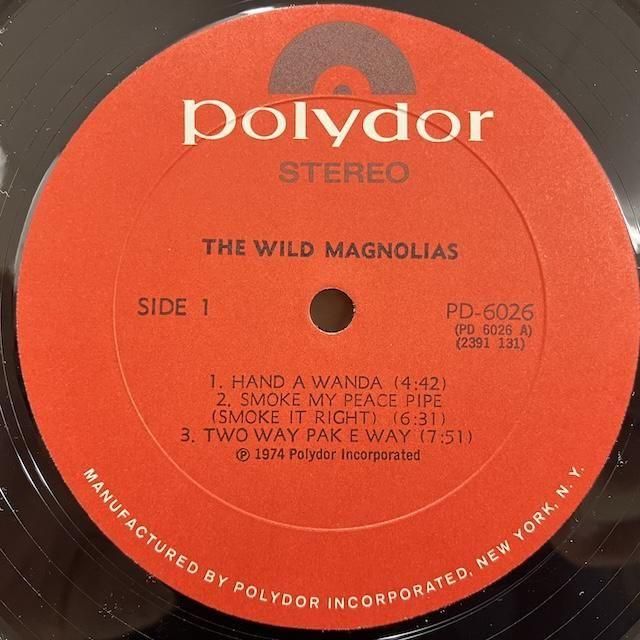 polydor
STEREO
THE WILD MAGNOLIAS
SIDE 1
PD-6026
(PD 6026 A)
(2391 131)
1. HAND A WANDA (4:42)
2. SMOKE MY PEACE PIPE
(SMOKE IT RIGHT) (6:31)
3. TWO WAY PAK E WAY (7:51)
℗ 1974 Polydor Incorporated
MANUFACTURED BY POLYDOR INCORPORATED, NEW YORK, N. Y.